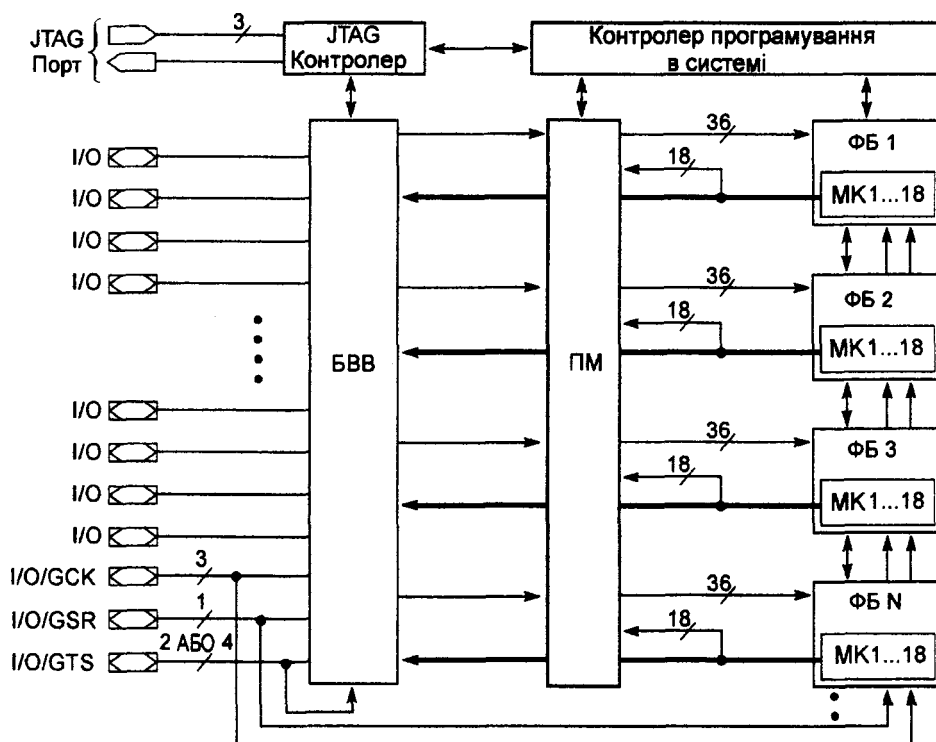 JTAG
Порт
3
JTAG
Контролер
Контролер програмування
в системі
I/O
I/O
I/O
I/O
I/O
I/O
I/O
I/O
I/O/GCK
3
I/O/GSR
1
I/O/GTS
2 АБО 4
БВВ
ПМ
36
18
ФБ 1
МК1...18
36
18
ФБ 2
МК1...18
36
18
ФБ 3
МК1...18
36
18
ФБ N
МК1...18